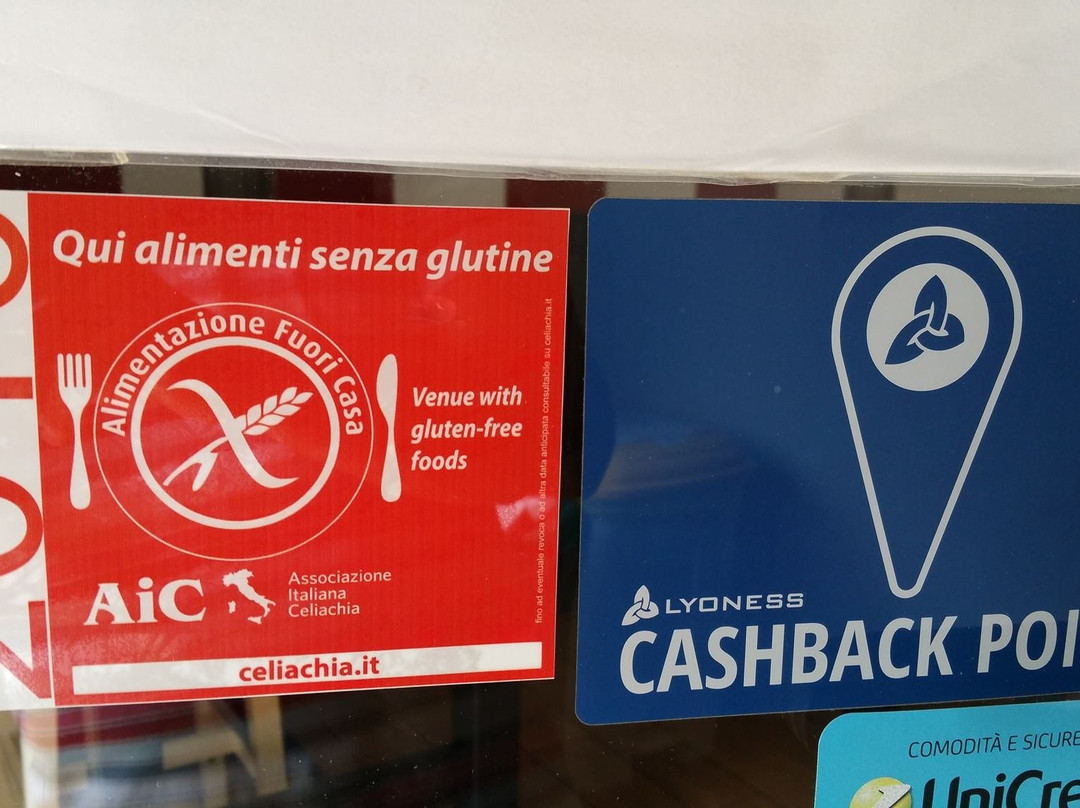 Qui alimenti senza glutine
Alimentazione Fuori Casa
Venue with
gluten-free
foods
fino ad eventuale revoca o ad altra data anticipata consultabile su celiachia.it
AiC
Associazione
Italiana
Celiachia
celiachia.it
LYONESS
CASHBACK POI
COMODITÀ E SICURE
UniCre